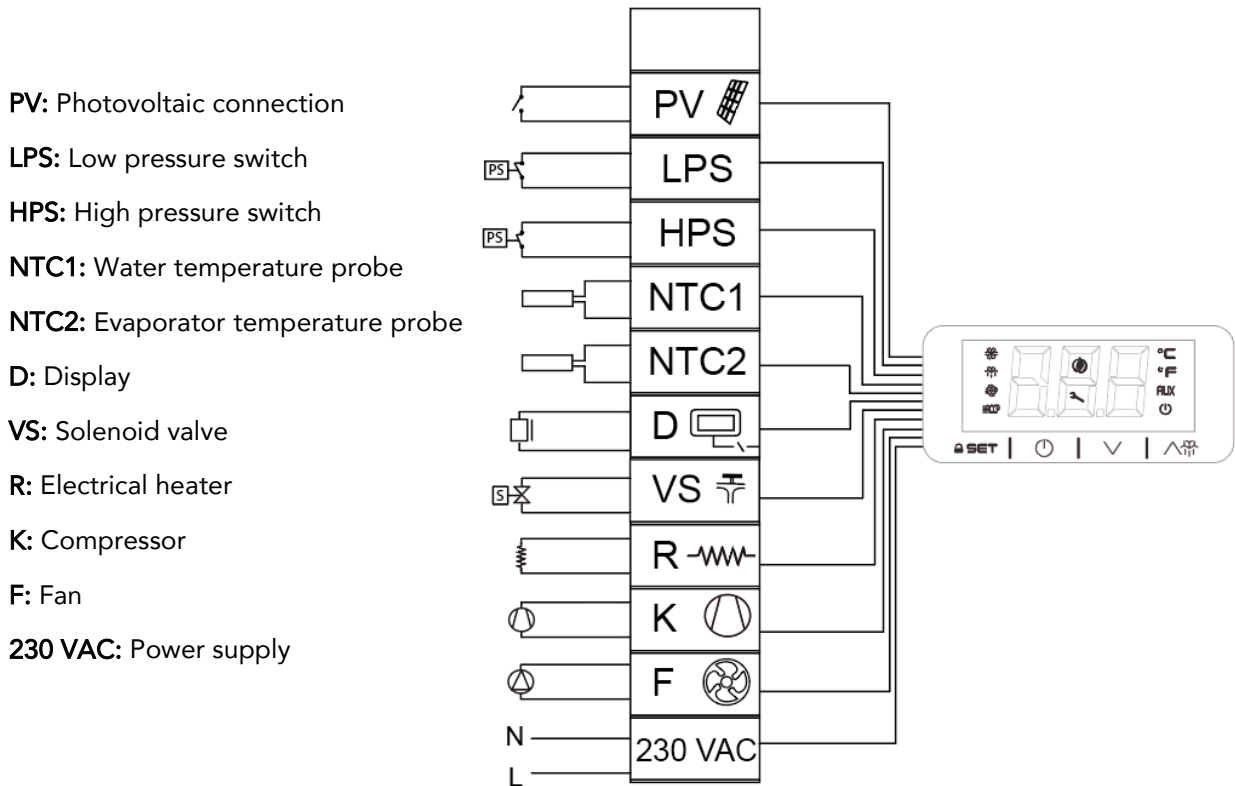 PV: Photovoltaic connection
LPS: Low pressure switch
HPS: High pressure switch
NTC1: Water temperature probe
NTC2: Evaporator temperature probe
D: Display
VS: Solenoid valve
R: Electrical heater
K: Compressor
F: Fan
230 VAC: Power supply
PV
PS
LPS
PS
HPS
NTC1
NTC2
D
S
VS
R
K
F
N
L
230 VAC
°C
°F
AUX
SET